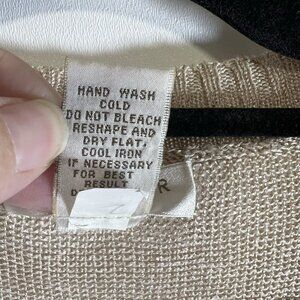 HAND WASH
COLD
DO NOT BLEACH
RESHAPE AND
DRY FLAT,
COOL IRON
IF NECESSARY
FOR BEST
RESULT
R